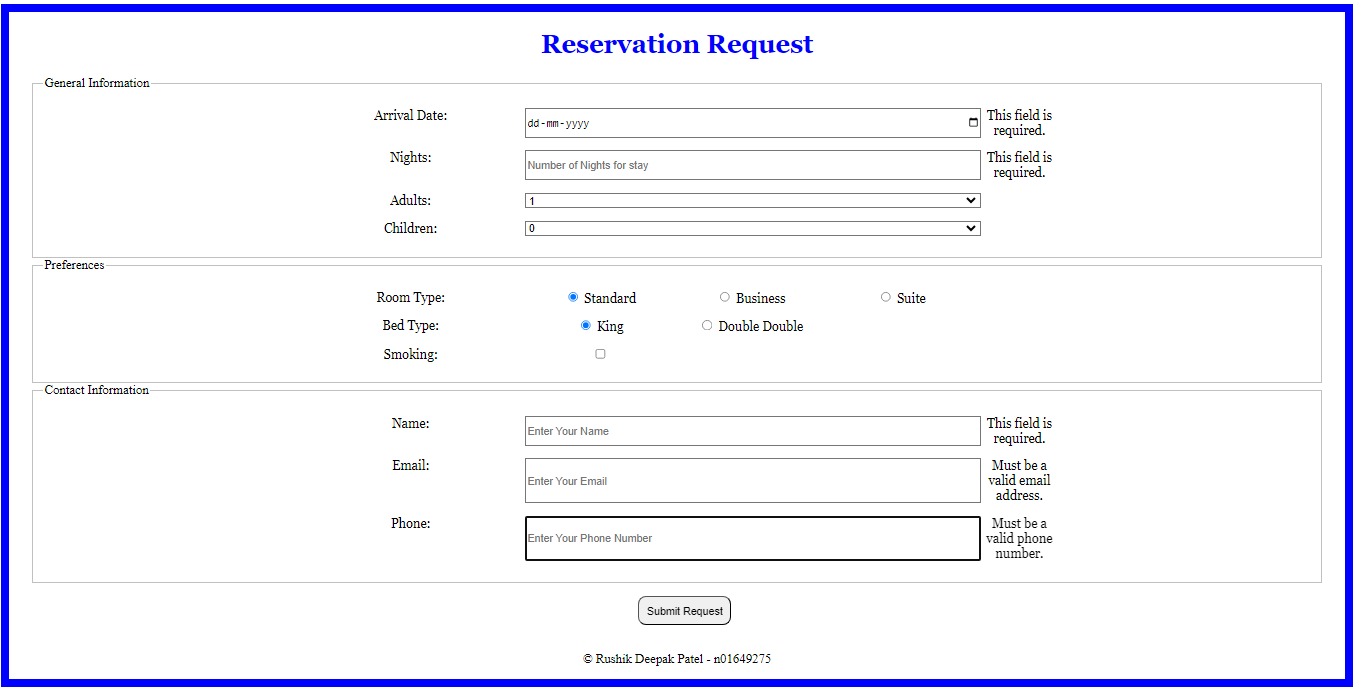 Reservation Request
General Information
Arrival Date: dd-mm-yyyy This field is
required.
Nights: Number of Nights for stay This field is
required.
Adults: 1
Children: 0
Preferences
Room Type: Standard Business Suite
Bed Type: King Double Double
Smoking:
Contact Information
Name: Enter Your Name This field is
required.
Email: Enter Your Email Must be a
valid email
address.
Phone: Enter Your Phone Number Must be a
valid phone
number.
Submit Request
© Rushik Deepak Patel - n01649275